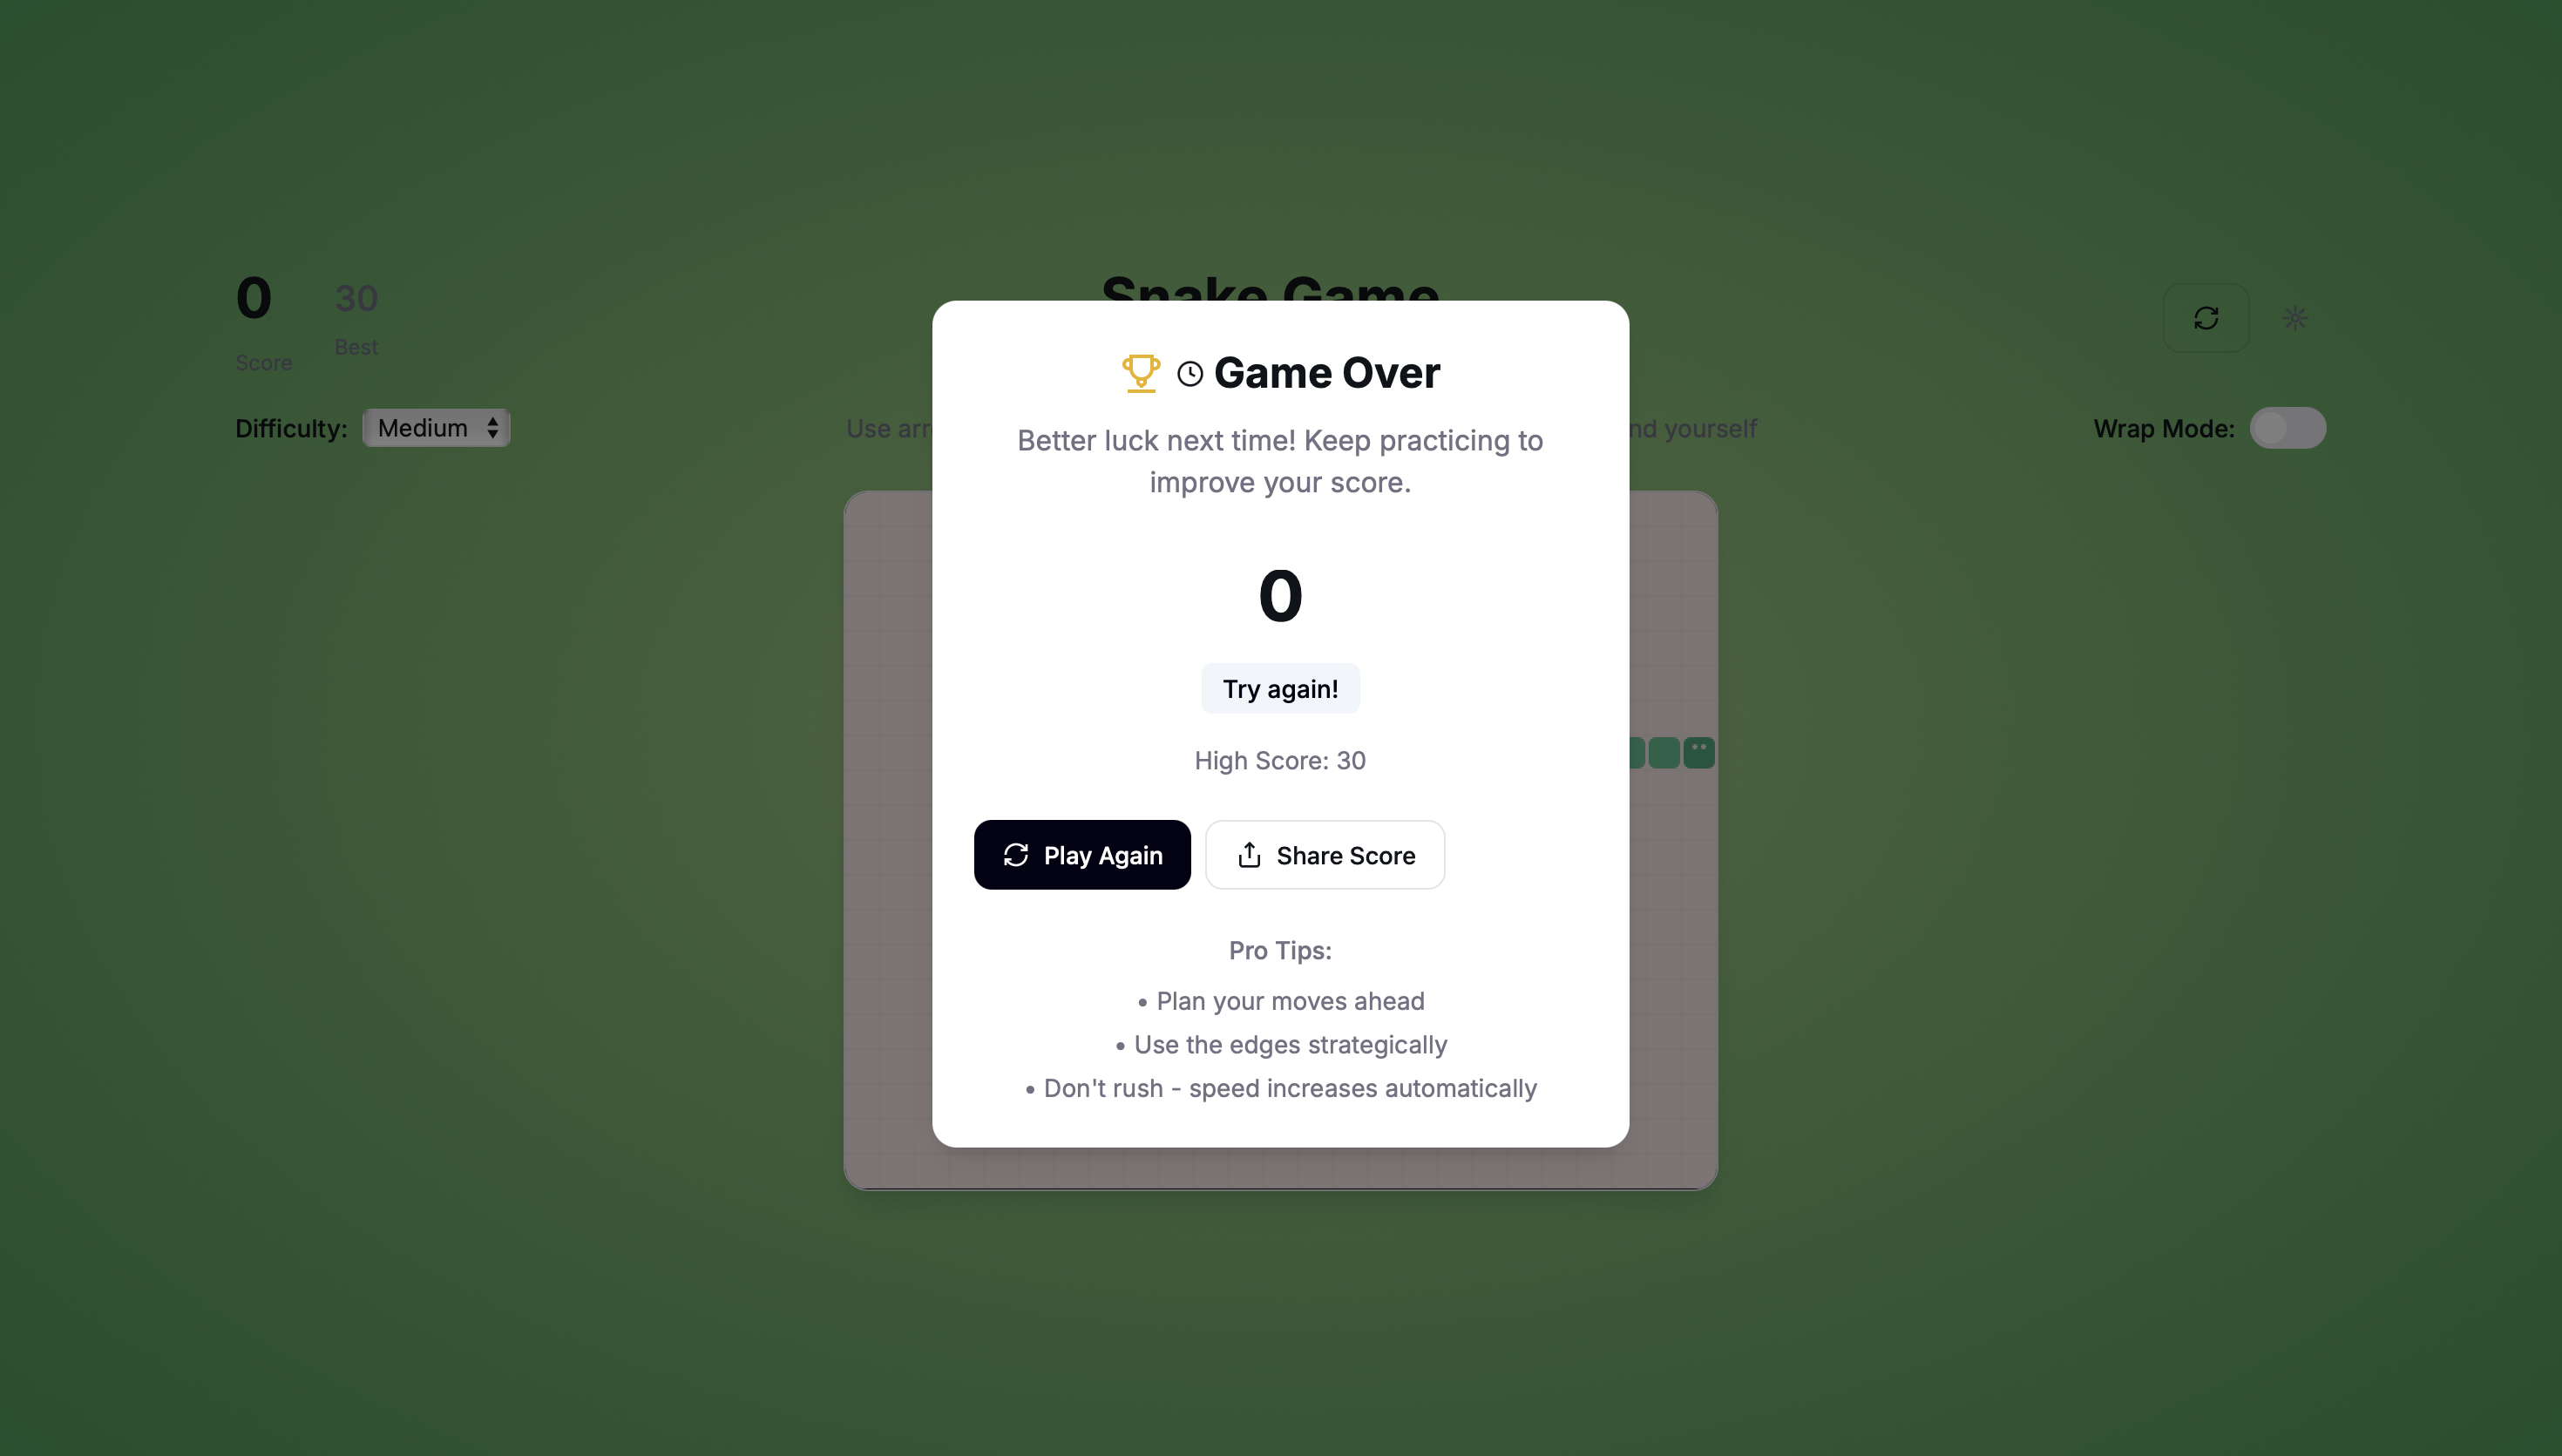 0
30
Score
Best
Snake Game
Difficulty: Medium
Use
nd yourself
Wrap Mode:
Game Over
Better luck next time! Keep practicing to
improve your score.
0
Try again!
High Score: 30
Play Again
Share Score
Pro Tips:
• Plan your moves ahead
• Use the edges strategically
• Don't rush - speed increases automatically